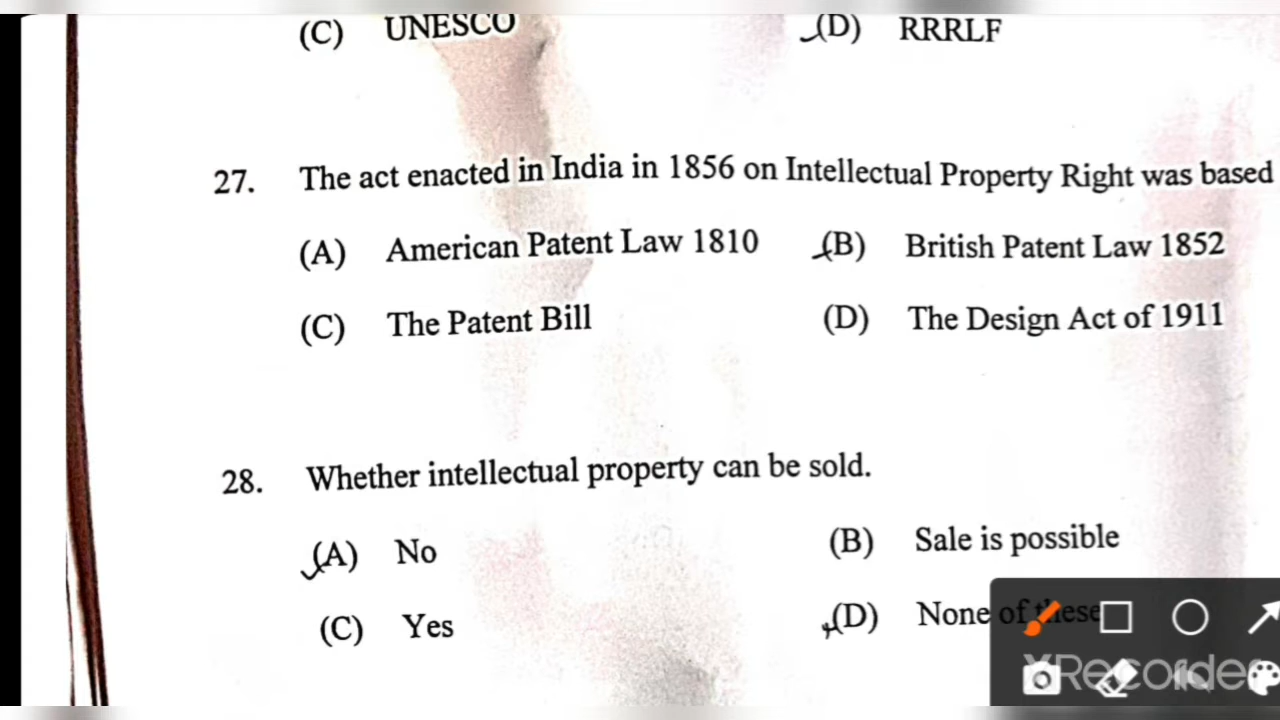 (C) UNESCO (D) RRRLF
27. The act enacted in India in 1856 on Intellectual Property Right was based
(A) American Patent Law 1810 (B) British Patent Law 1852
(C) The Patent Bill (D) The Design Act of 1911
28. Whether intellectual property can be sold.
(A) No (B) Sale is possible
(C) Yes (D) None of these
XRecorder